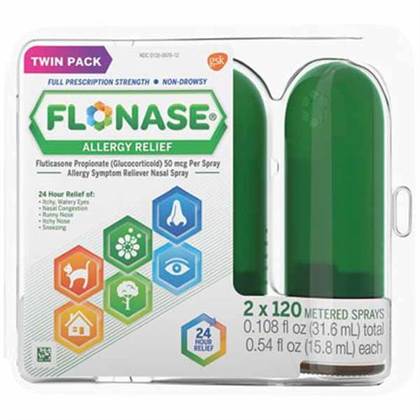 TWIN PACK
gsk
FULL PRESCRIPTION STRENGTH • NON-DROWSY
FLONASE®
ALLERGY RELIEF
Fluticasone Propionate (Glucocorticoid) 50 mcg Per Spray
Allergy Symptom Reliever Nasal Spray
24 Hour Relief of:
• Itchy, Watery Eyes
• Nasal Congestion
• Runny Nose
• Itchy Nose
• Sneezing
24
HOUR
RELIEF
2 x 120 METERED SPRAYS
0.108 fl oz (31.6 mL) total
0.54 fl oz (15.8 mL) each